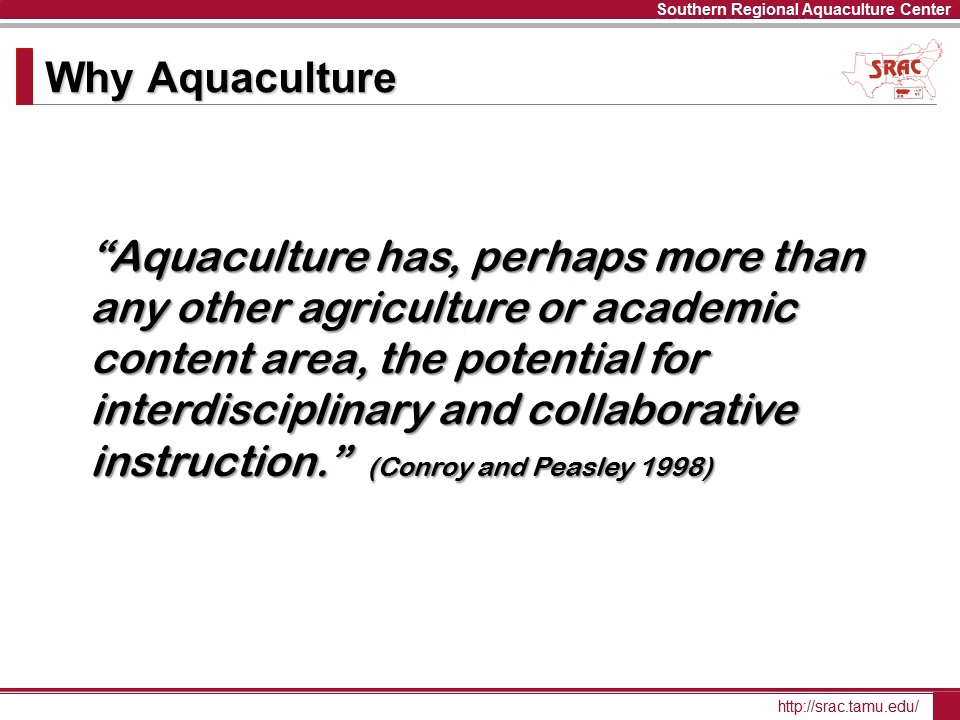 Southern Regional Aquaculture Center
Why Aquaculture
SRAC
“Aquaculture has, perhaps more than
any other agriculture or academic
content area, the potential for
interdisciplinary and collaborative
instruction.” (Conroy and Peasley 1998)
http://srac.tamu.edu/